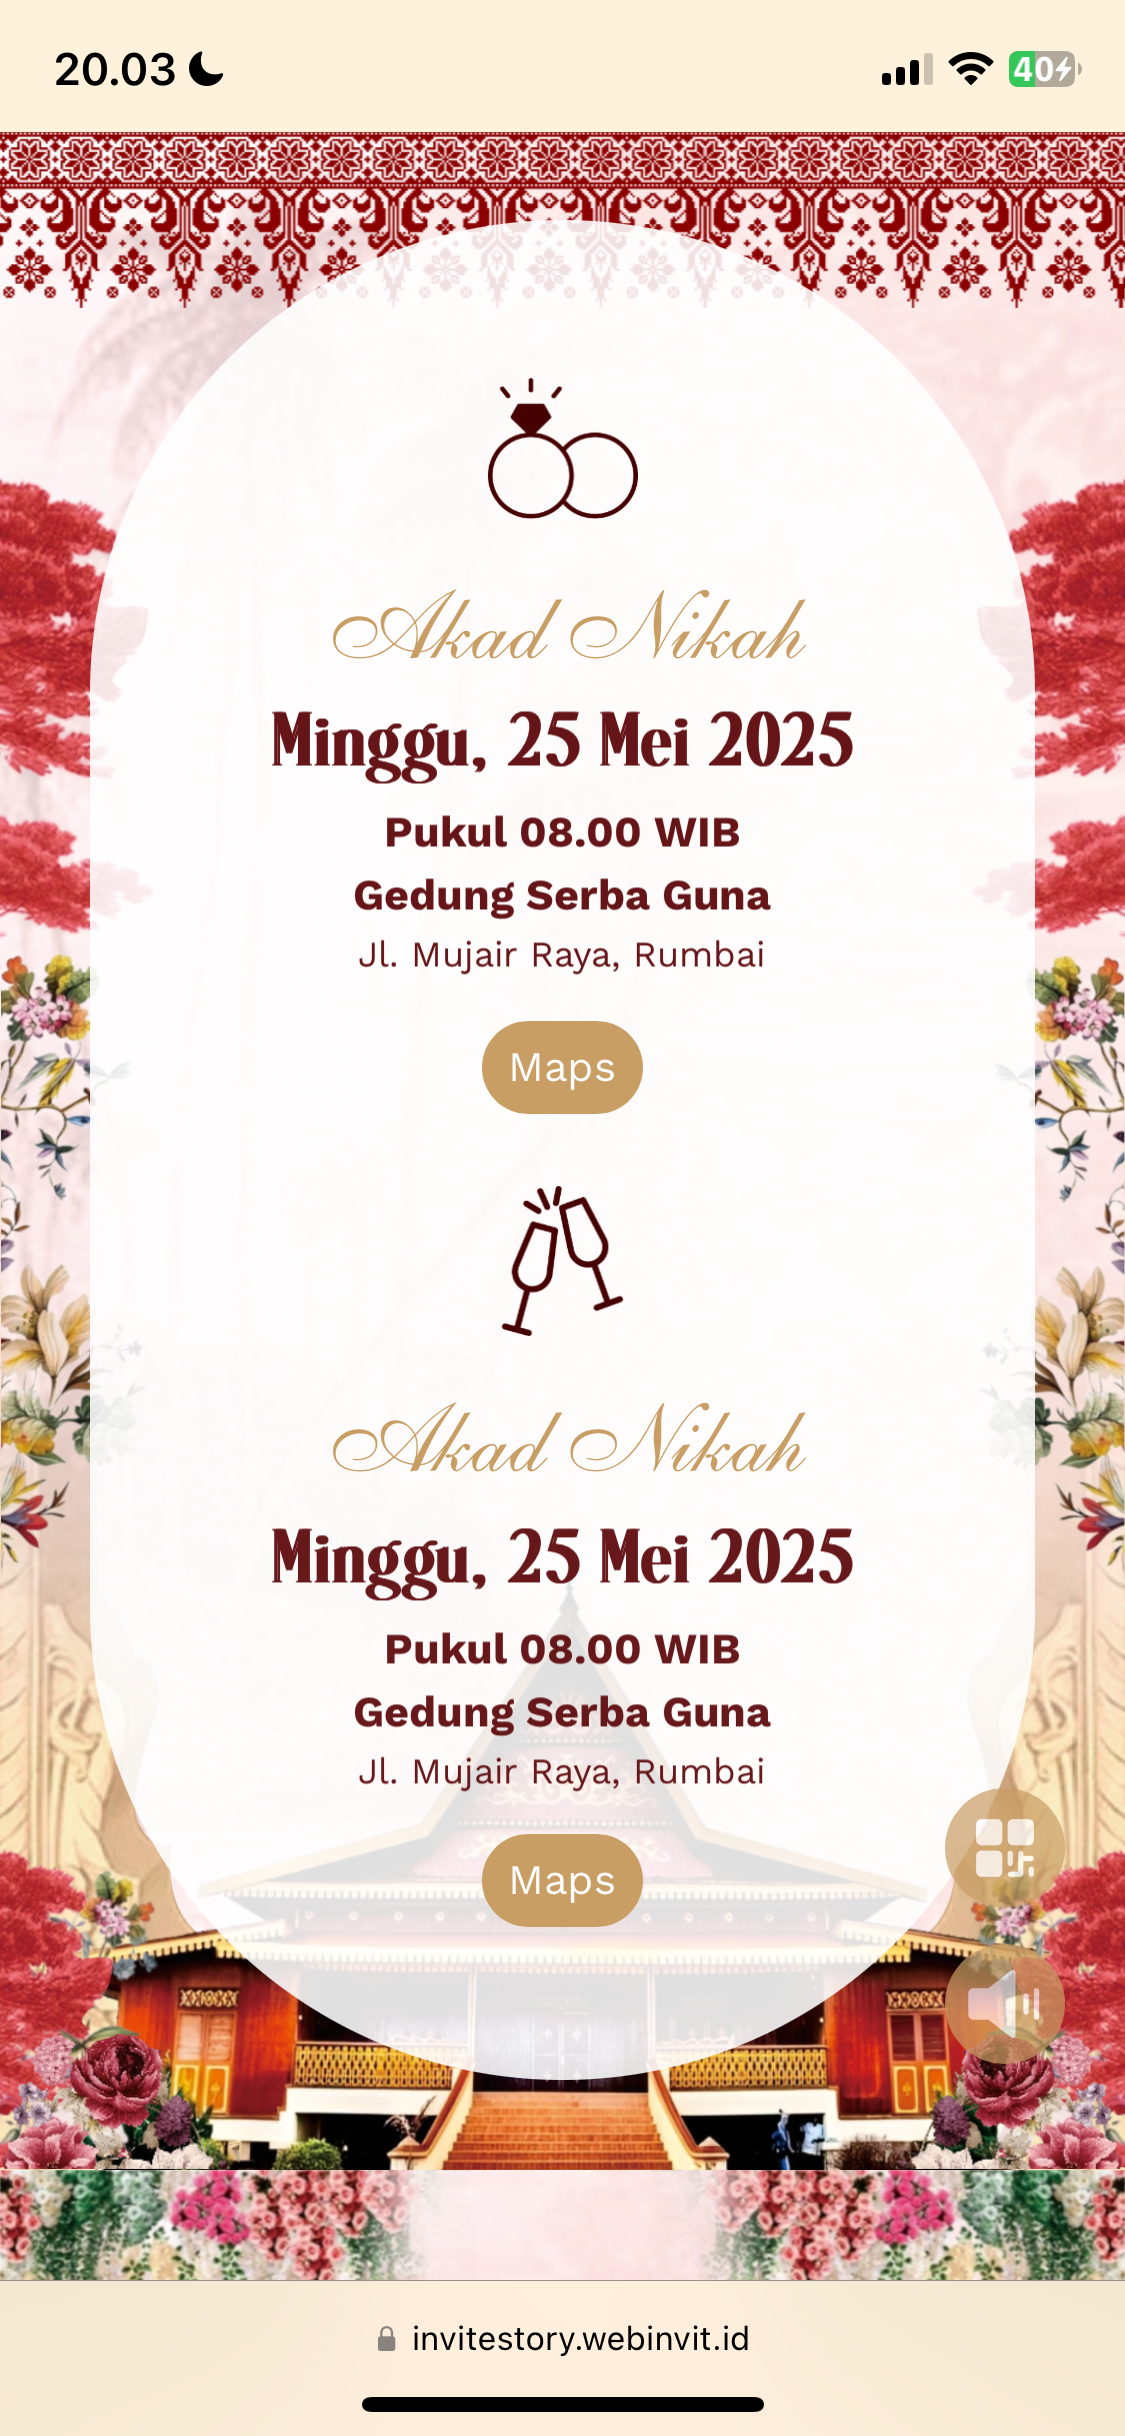 20.03
40
Akad Nikah
Minggu, 25 Mei 2025
Pukul 08.00 WIB
Gedung Serba Guna
Jl. Mujair Raya, Rumbai
Maps
Akad Nikah
Minggu, 25 Mei 2025
Pukul 08.00 WIB
Gedung Serba Guna
Jl. Mujair Raya, Rumbai
Maps
invitestory.webinvit.id